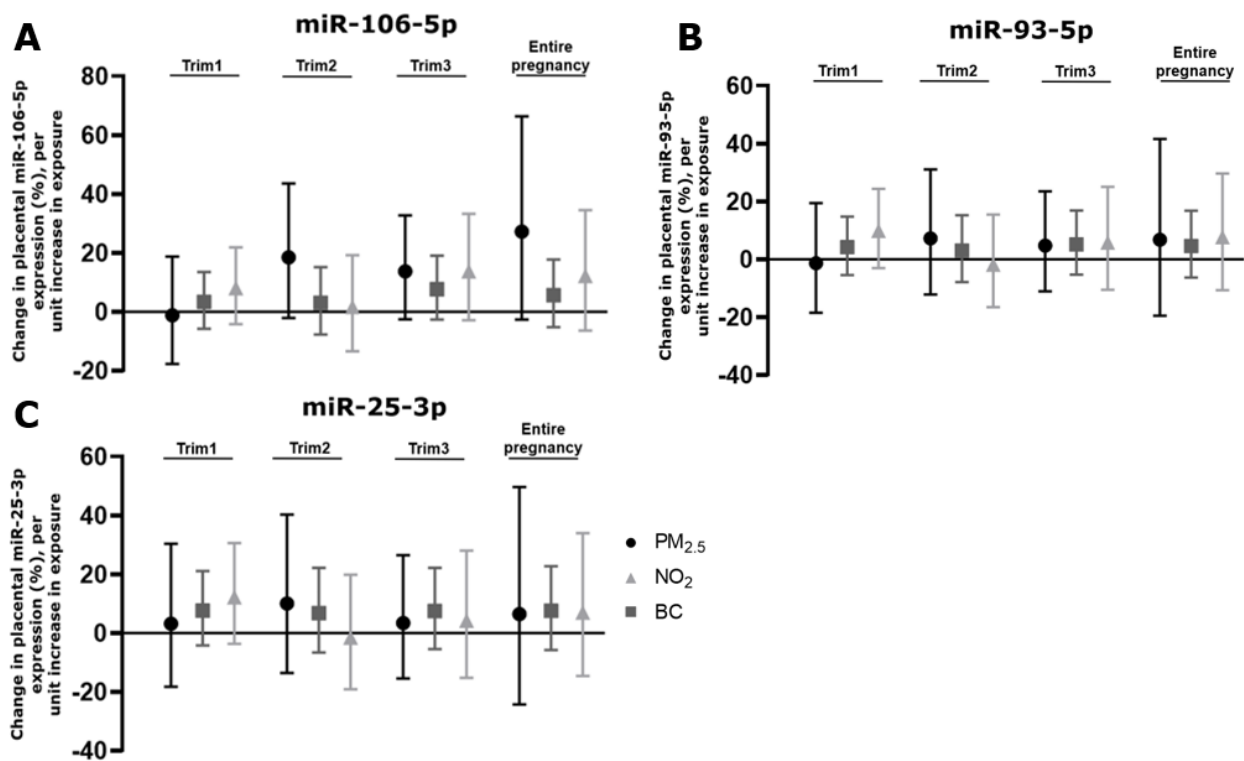 A
miR-106-5p
Change in placental miR-106-5p
expression (%), per
unit increase in exposure
80
60
40
20
0
-20
Trim1
Trim2
Trim3
Entire
pregnancy
B
miR-93-5p
Change in placental miR-93-5p
expression (%), per
unit increase in exposure
60
40
20
0
-20
-40
Trim1
Trim2
Trim3
Entire
pregnancy
C
miR-25-3p
Change in placental miR-25-3p
expression (%), per
unit increase in exposure
60
40
20
0
-20
-40
Trim1
Trim2
Trim3
Entire
pregnancy
PM2.5
NO2
BC